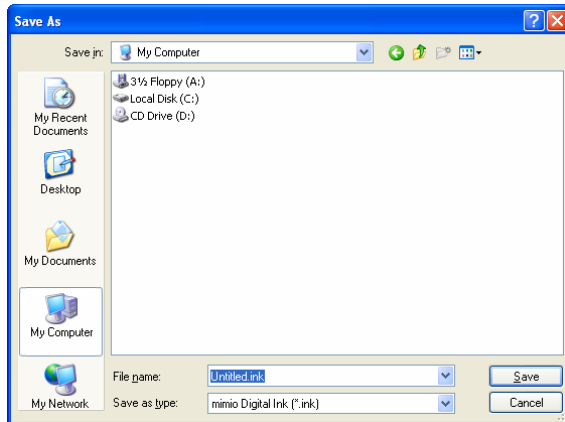 Save As
Save in: My Computer
3½ Floppy (A:)
Local Disk (C:)
CD Drive (D:)
My Recent
Documents
Desktop
My Documents
My Computer
My Network
File name: Untitled.ink Save
Save as type: mimio Digital Ink (*.ink) Cancel